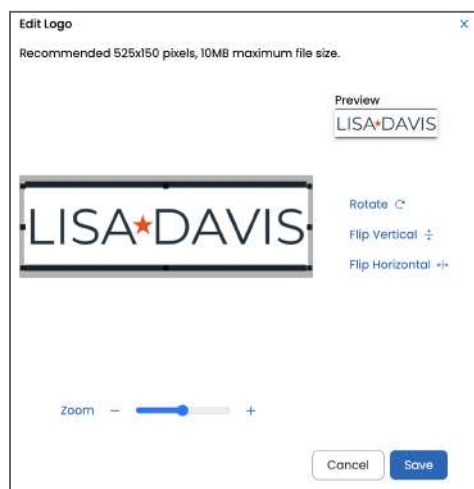 Edit Logo
Recommended 525x150 pixels, 10MB maximum file size.
Preview
LISA★DAVIS
LISA★DAVIS
Rotate
Flip Vertical
Flip Horizontal
Zoom
Cancel
Save